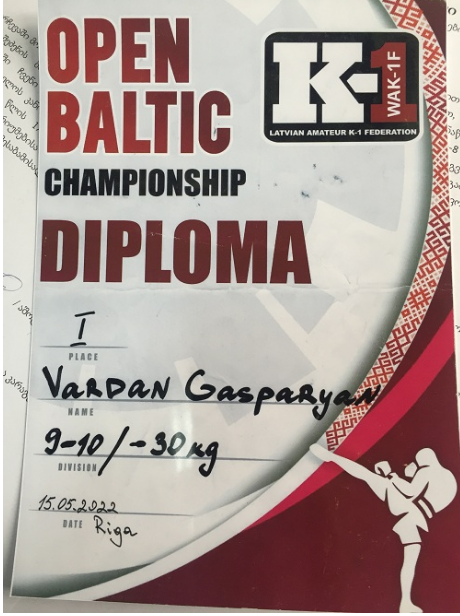 OPEN
BALTIC
CHAMPIONSHIP
K-1
WAK-1F
LATVIAN AMATEUR K-1 FEDERATION
DIPLOMA
I
PLACE
Vardan Gasparyan
NAME
9-10/-30 kg
DIVISION
15.05.2022
DATE
Riga